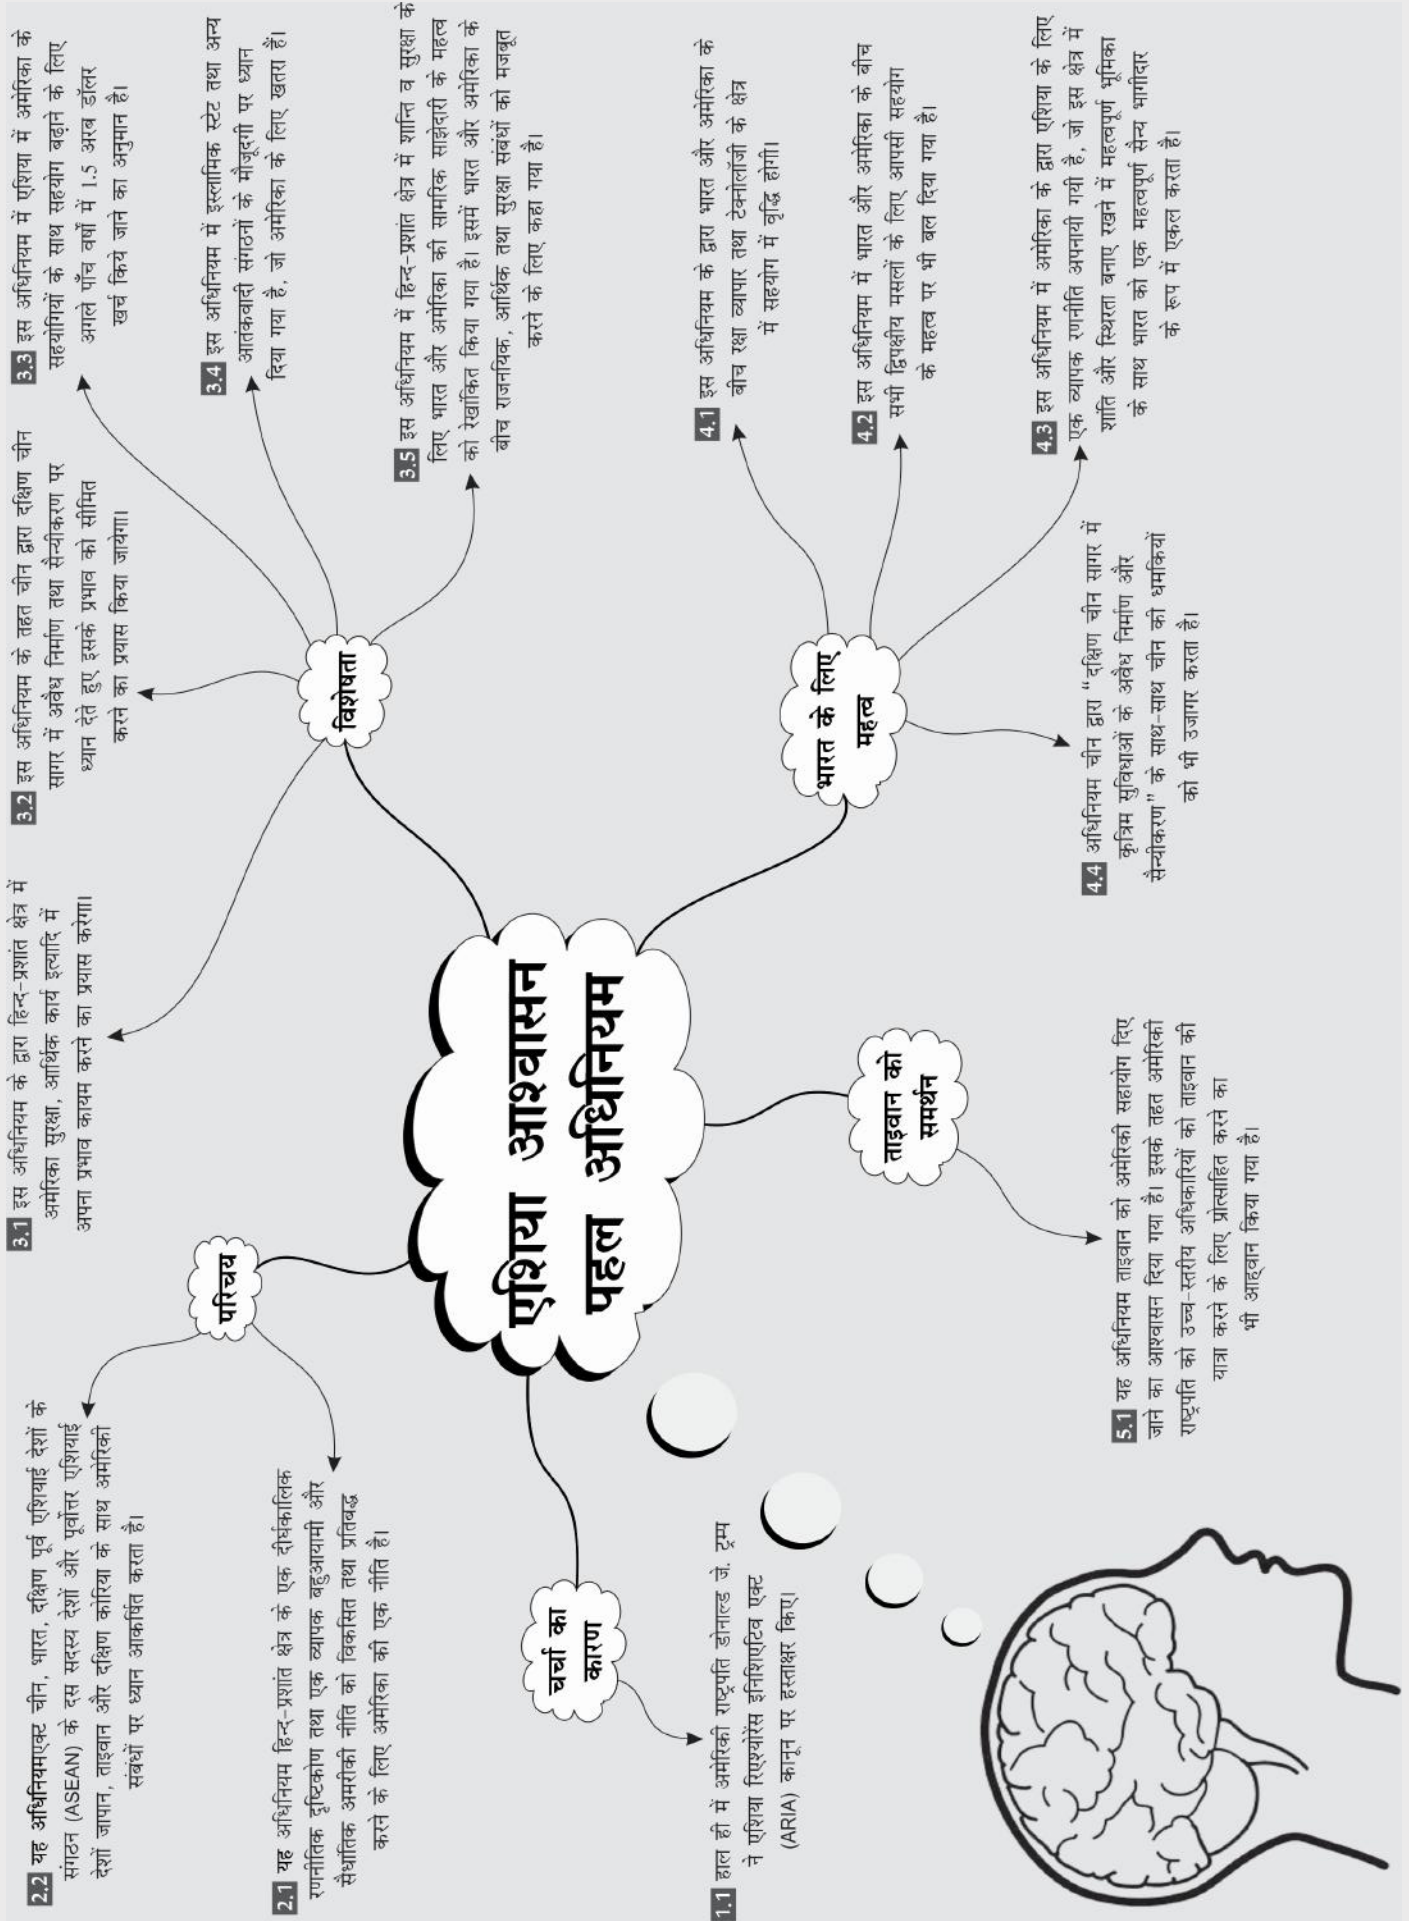 एशिया आश्वासन
पहल अधिनियम
चर्चा का
कारण
1.1 हाल ही में अमेरिकी राष्ट्रपति डोनाल्ड जे. ट्रम्प
ने एशिया रिएश्योरेंस इनिशिएटिव एक्ट
(ARIA) कानून पर हस्ताक्षर किए।
परिचय
2.1 यह अधिनियम हिन्द-प्रशांत क्षेत्र के एक दीर्घकालिक
रणनीतिक दृष्टिकोण तथा एक व्यापक बहुआयामी और
सैधांतिक अमरीकी नीति को विकसित तथा प्रतिबद्ध
करने के लिए अमेरिका की एक नीति है।
2.2 यह अधिनियमएक्ट चीन, भारत, दक्षिण पूर्व एशियाई देशों के
संगठन (ASEAN) के दस सदस्य देशों और पूर्वोत्तर एशियाई
देशों जापान, ताइवान और दक्षिण कोरिया के साथ अमेरिकी
संबंधों पर ध्यान आकर्षित करता है।
विशेषता
3.1 इस अधिनियम के द्वारा हिन्द-प्रशांत क्षेत्र में
अमेरिका सुरक्षा, आर्थिक कार्य इत्यादि में
अपना प्रभाव कायम करने का प्रयास करेगा।
3.2 इस अधिनियम के तहत चीन द्वारा दक्षिण चीन
सागर में अवैध निर्माण तथा सैन्यीकरण पर
ध्यान देते हुए इसके प्रभाव को सीमित
करने का प्रयास किया जायेगा।
3.3 इस अधिनियम में एशिया में अमेरिका के
सहयोगियों के साथ सहयोग बढ़ाने के लिए
अगले पाँच वर्षों में 1.5 अरब डॉलर
खर्च किये जाने का अनुमान है।
3.4 इस अधिनियम में इस्लामिक स्टेट तथा अन्य
आतंकवादी संगठनों के मौजूदगी पर ध्यान
दिया गया है, जो अमेरिका के लिए खतरा हैं।
3.5 इस अधिनियम में हिन्द-प्रशांत क्षेत्र में शान्ति व सुरक्षा के
लिए भारत और अमेरिका की सामरिक साझेदारी के महत्व
को रेखांकित किया गया है। इसमें भारत और अमेरिका के
बीच राजनयिक, आर्थिक तथा सुरक्षा संबंधों को मजबूत
करने के लिए कहा गया है।
भारत के लिए
महत्व
4.1 इस अधिनियम के द्वारा भारत और अमेरिका के
बीच रक्षा व्यापार तथा टेक्नोलॉजी के क्षेत्र
में सहयोग में वृद्धि होगी।
4.2 इस अधिनियम में भारत और अमेरिका के बीच
सभी द्विपक्षीय मसलों के लिए आपसी सहयोग
के महत्व पर भी बल दिया गया है।
4.3 इस अधिनियम में अमेरिका के द्वारा एशिया के लिए
एक व्यापक रणनीति अपनायी गयी है, जो इस क्षेत्र में
शांति और स्थिरता बनाए रखने में महत्वपूर्ण भूमिका
के साथ भारत को एक महत्वपूर्ण सैन्य भागीदार
के रूप में एकल करता है।
4.4 अधिनियम चीन द्वारा “दक्षिण चीन सागर में
कृत्रिम सुविधाओं के अवैध निर्माण और
सैन्यीकरण” के साथ-साथ चीन की धमकियों
को भी उजागर करता है।
ताइवान को
समर्थन
5.1 यह अधिनियम ताइवान को अमेरिकी सहायोग दिए
जाने का आश्वासन दिया गया है। इसके तहत अमेरिकी
राष्ट्रपति को उच्च-स्तरीय अधिकारियों को ताइवान की
यात्रा करने के लिए प्रोत्साहित करने का
भी आह्वान किया गया है।